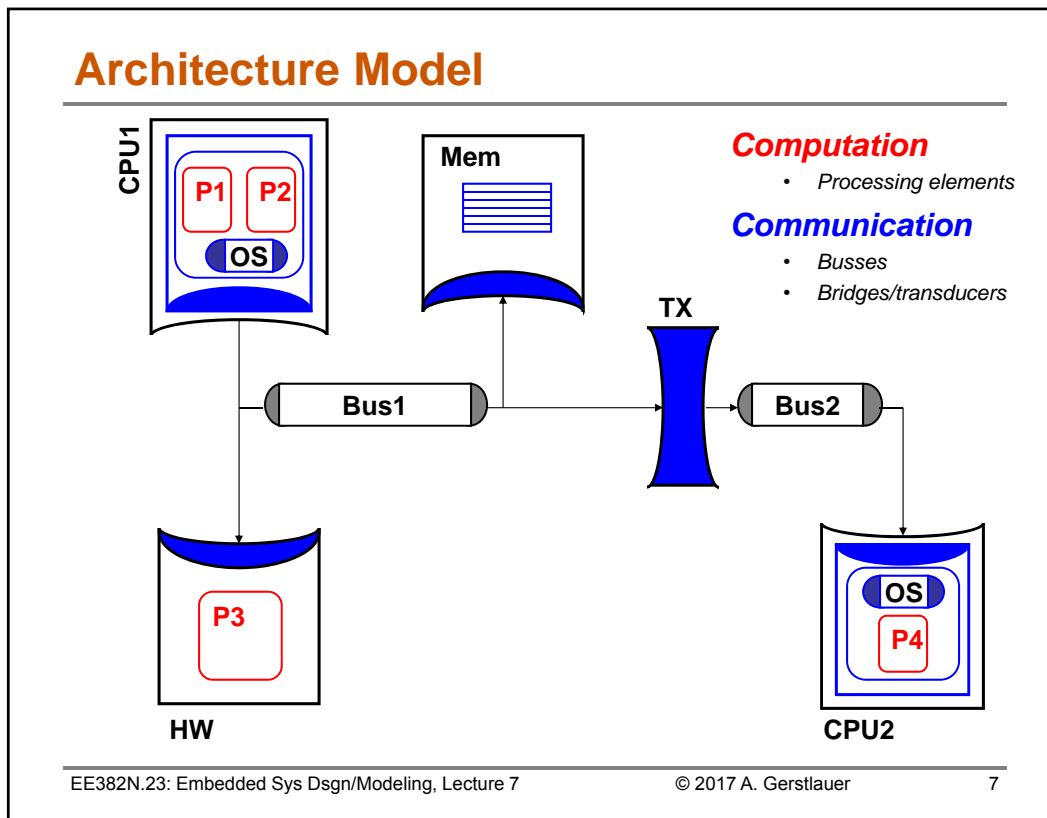 Architecture Model
CPU1
P1 P2
OS
Mem
Computation
• Processing elements
Communication
• Busses
• Bridges/transducers
TX
Bus1
Bus2
P3
HW
OS
P4
CPU2
EE382N.23: Embedded Sys Dsgn/Modeling, Lecture 7 © 2017 A. Gerstlauer 7